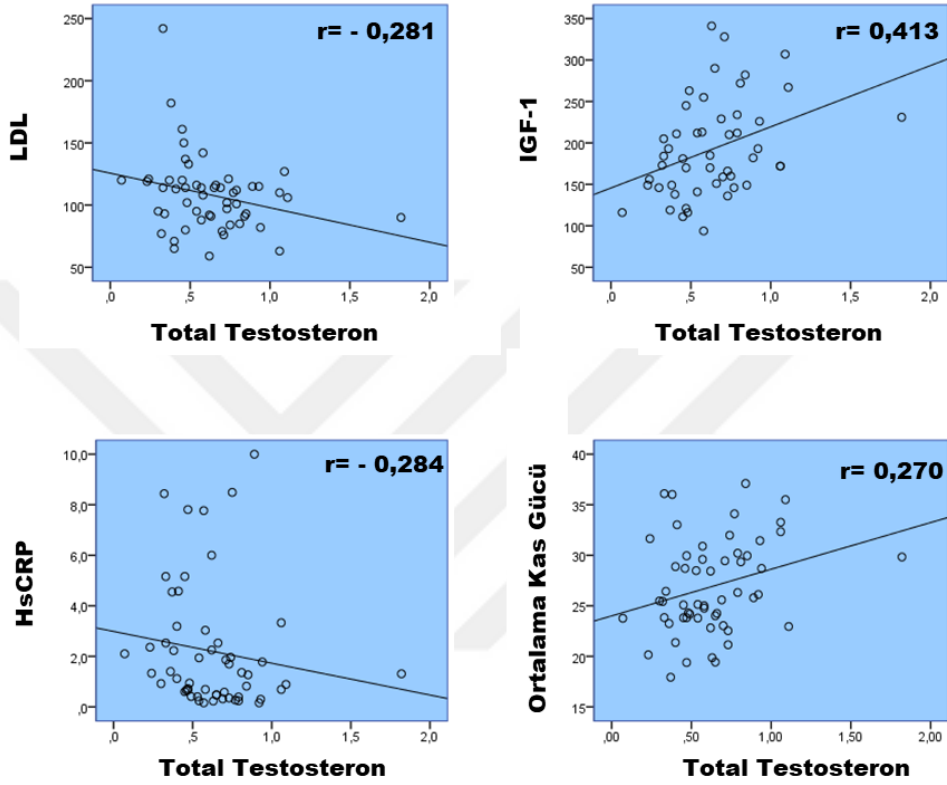 r= - 0,281
LDL
250
200
150
100
50
,0 ,5 1,0 1,5 2,0
Total Testosteron
r= 0,413
IGF-1
350
300
250
200
150
100
50
,0 ,5 1,0 1,5 2,0
Total Testosteron
r= - 0,284
HsCRP
10,0
8,0
6,0
4,0
2,0
,0
,0 ,5 1,0 1,5 2,0
Total Testosteron
r= 0,270
Ortalama Kas Gücü
40
35
30
25
20
15
,00 ,50 1,00 1,50 2,00
Total Testosteron